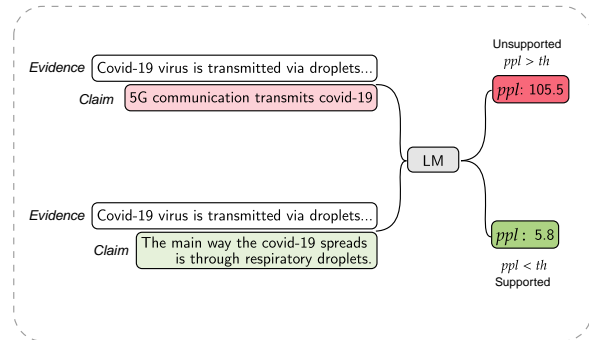 Evidence Covid-19 virus is transmitted via droplets...
Claim 5G communication transmits covid-19
Unsupported
ppl > th
ppl: 105.5
LM
Evidence Covid-19 virus is transmitted via droplets...
Claim The main way the covid-19 spreads
is through respiratory droplets.
ppl: 5.8
ppl < th
Supported